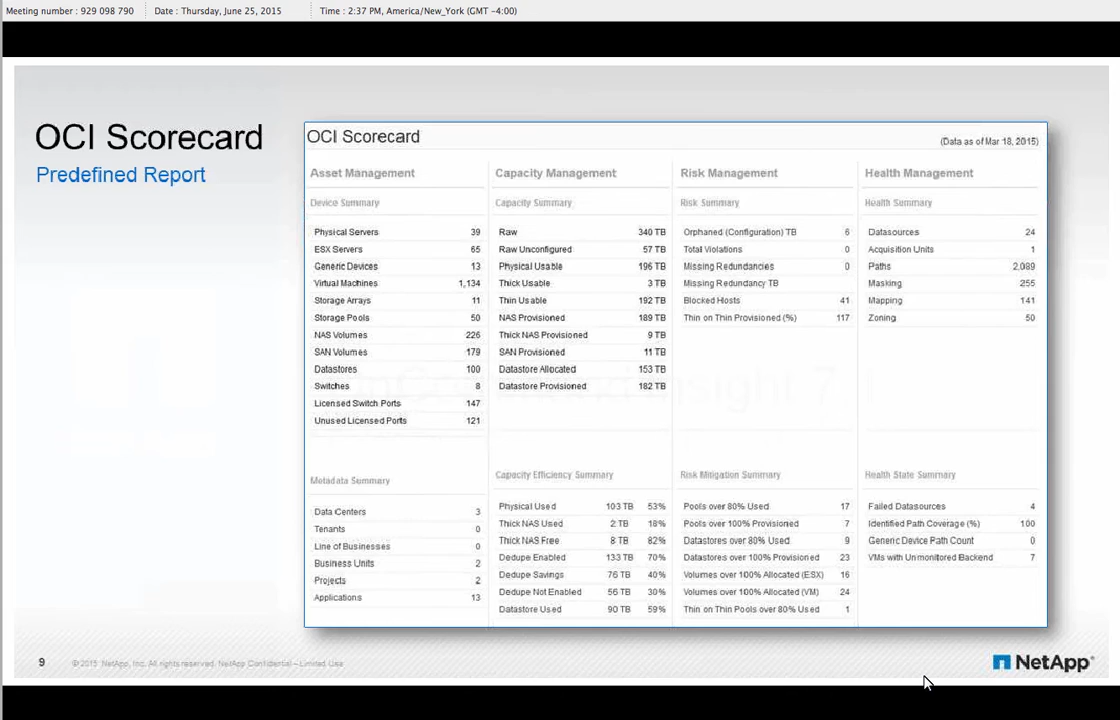 Meeting number : 929 098 790 Date : Thursday, June 25, 2015 Time : 2:37 PM, America/New_York (GMT -4:00)
OCI Scorecard
Predefined Report
OCI Scorecard
(Data as of Mar 18, 2015)
Asset Management
Device Summary
Physical Servers 39
ESX Servers 65
Generic Devices 13
Virtual Machines 1,134
Storage Arrays 11
Storage Pools 50
NAS Volumes 226
SAN Volumes 179
Datastores 100
Switches 8
Licensed Switch Ports 147
Unused Licensed Ports 121
Metadata Summary
Data Centers 3
Tenants 0
Line of Businesses 0
Business Units 2
Projects 2
Applications 13
Capacity Management
Capacity Summary
Raw 340 TB
Raw Unconfigured 57 TB
Physical Usable 196 TB
Thick Usable 3 TB
Thin Usable 192 TB
NAS Provisioned 189 TB
Thick NAS Provisioned 9 TB
SAN Provisioned 11 TB
Datastore Allocated 153 TB
Datastore Provisioned 182 TB
Capacity Efficiency Summary
Physical Used 103 TB 53%
Thick NAS Used 2 TB 18%
Thick NAS Free 8 TB 82%
Dedupe Enabled 133 TB 70%
Dedupe Savings 76 TB 40%
Dedupe Not Enabled 56 TB 30%
Datastore Used 90 TB 59%
Risk Management
Risk Summary
Orphaned (Configuration) TB 6
Total Violations 0
Missing Redundancies 0
Missing Redundancy TB
Blocked Hosts 41
Thin on Thin Provisioned (%) 117
Risk Mitigation Summary
Pools over 80% Used 17
Pools over 100% Provisioned 7
Datastores over 80% Used 9
Datastores over 100% Provisioned 23
Volumes over 100% Allocated (ESX) 16
Volumes over 100% Allocated (VM) 24
Thin on Thin Pools over 80% Used 1
Health Management
Health Summary
Datasources 24
Acquisition Units 1
Paths 2,089
Masking 255
Mapping 141
Zoning 50
Health State Summary
Failed Datasources 4
Identified Path Coverage (%) 100
Generic Device Path Count 0
VMs with Unmonitored Backend 7
9 © 2015 NetApp, Inc. All rights reserved. NetApp Confidential – Limited Use
NetApp